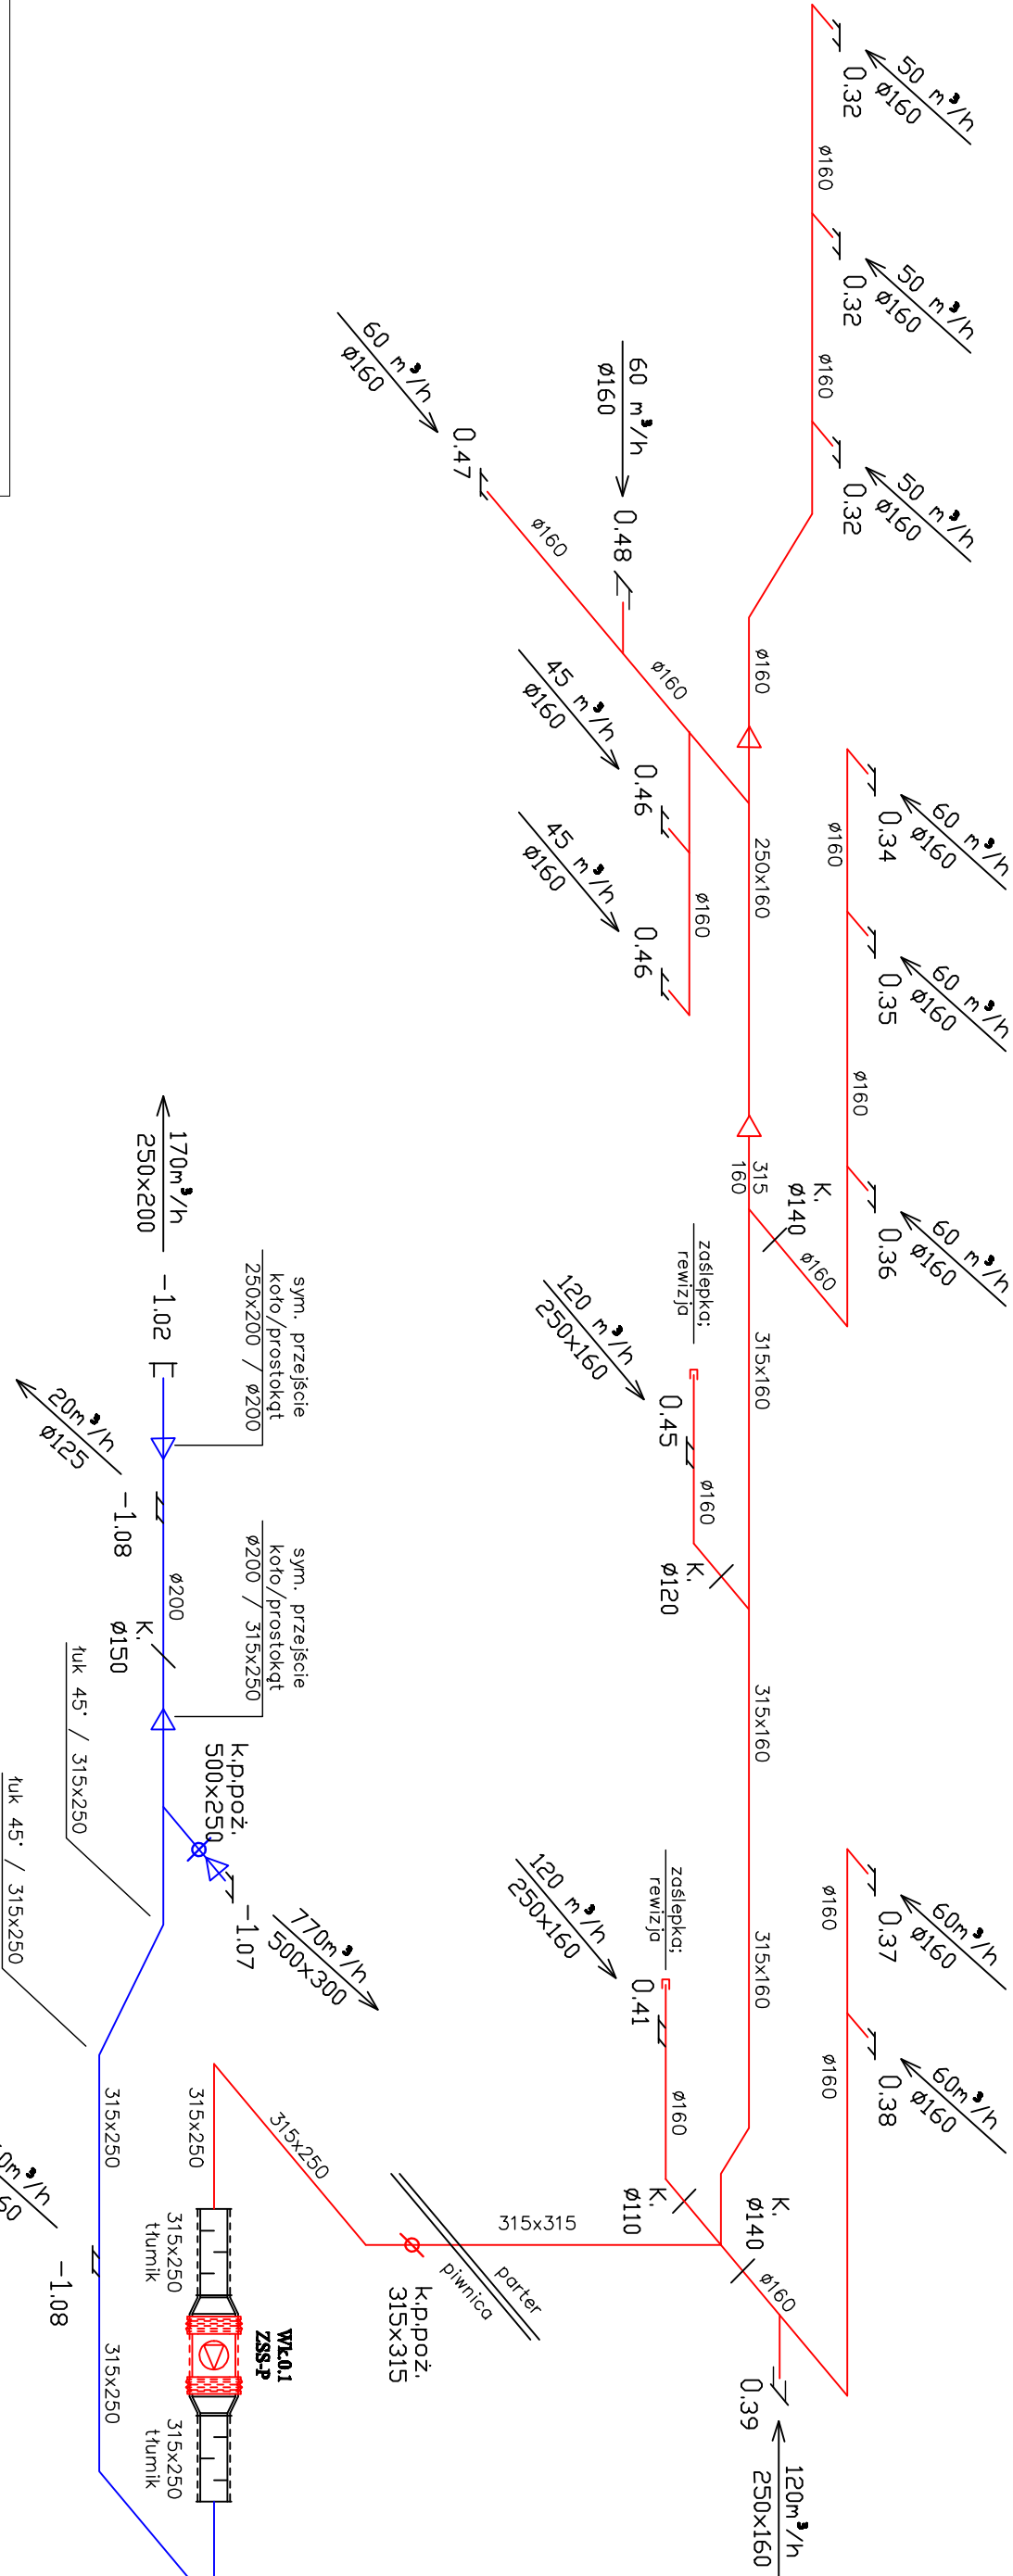 50 m³/h
ø160
0.32
ø160
50 m³/h
ø160
0.32
ø160
50 m³/h
ø160
0.32
60 m³/h
ø160
0.47
ø160
60 m³/h
ø160
0.48
ø160
45 m³/h
ø160
0.46
45 m³/h
ø160
0.46
ø160
ø160
250x160
60 m³/h
ø160
0.34
ø160
60 m³/h
ø160
0.35
ø160
60 m³/h
ø160
0.36
K.
ø140
ø160
315
160
315x160
zaślepka;
rewizja
120 m³/h
250x160
0.45
ø160
K.
ø120
315x160
315x160
zaślepka;
rewizja
120 m³/h
250x160
0.41
ø160
K.
ø110
60m³/h
ø160
0.37
ø160
60m³/h
ø160
0.38
ø160
K.
ø140
ø160
0.39
120m³/h
250x160
315x315
parter
piwnica
k.p.poż.
315x315
315x250
315x250
315x250
tłumik
Wk.0.1
ZSS-P
315x250
tłumik
170m³/h
250x200
-1.02
sym. przejście
koło/prostokąt
250x200 / ø200
20m³/h
ø125
-1.08
ø200
sym. przejście
koło/prostokąt
ø200 / 315x250
K.
ø150
łuk 45° / 315x250
łuk 45° / 315x250
k.p.poż.
500x250
-1.07
770m³/h
500x300
315x250
0m³/h
60
-1.08
315x250